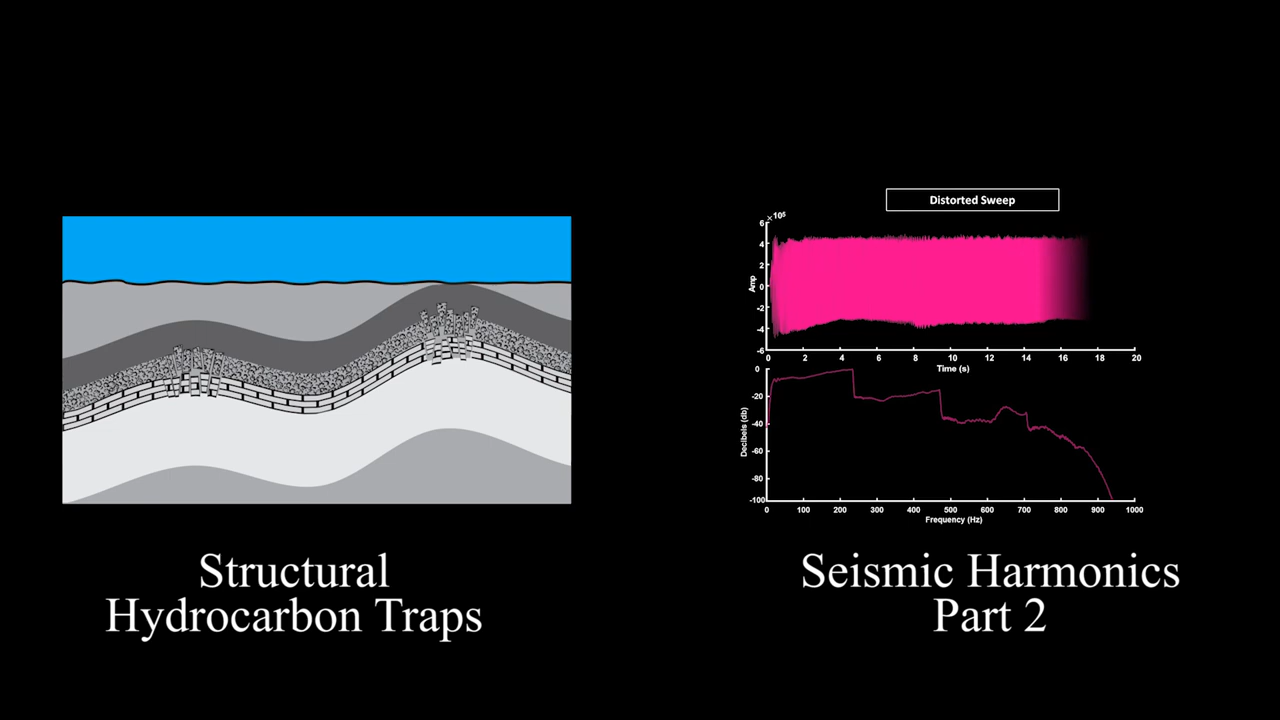 Distorted Sweep
×10⁵
6
4
2
0
-2
-4
-6
Amp
0 2 4 6 8 10 12 14 16 18 20
Time (s)
0
-20
-40
-60
-80
-100
Decibels (db)
0 100 200 300 400 500 600 700 800 900 1000
Frequency (Hz)
Structural
Hydrocarbon Traps
Seismic Harmonics
Part 2